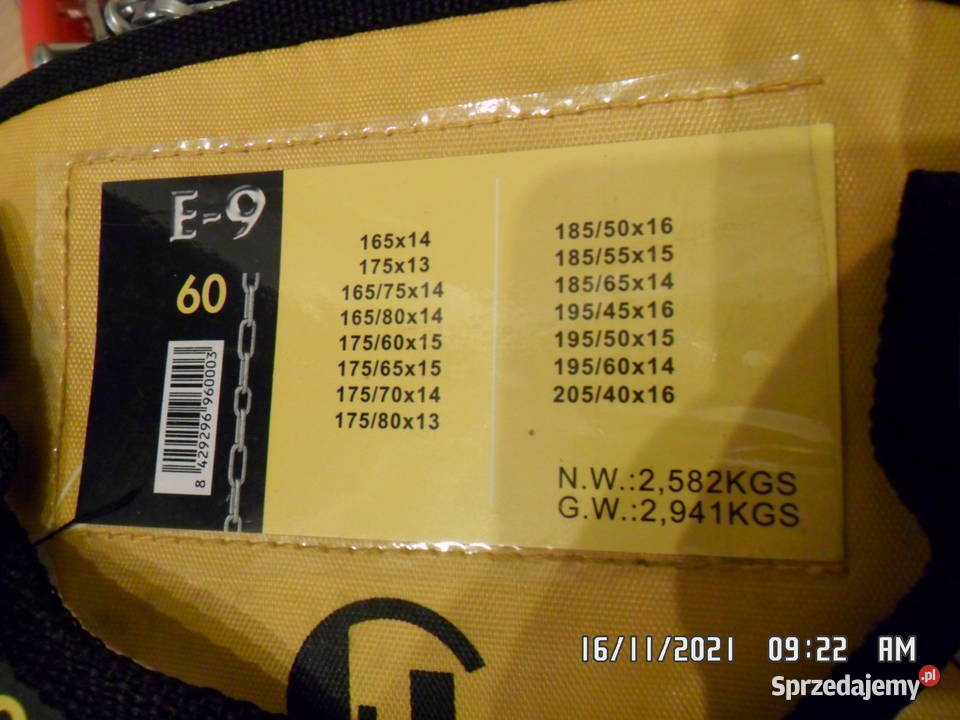 E-9
60
8 429296 960003
165x14
175x13
165/75x14
165/80x14
175/60x15
175/65x15
175/70x14
175/80x13
185/50x16
185/55x15
185/65x14
195/45x16
195/50x15
195/60x14
205/40x16
N.W.:2,582KGS
G.W.:2,941KGS
16/11/2021 09:22 AM
Sprzedajemy.pl